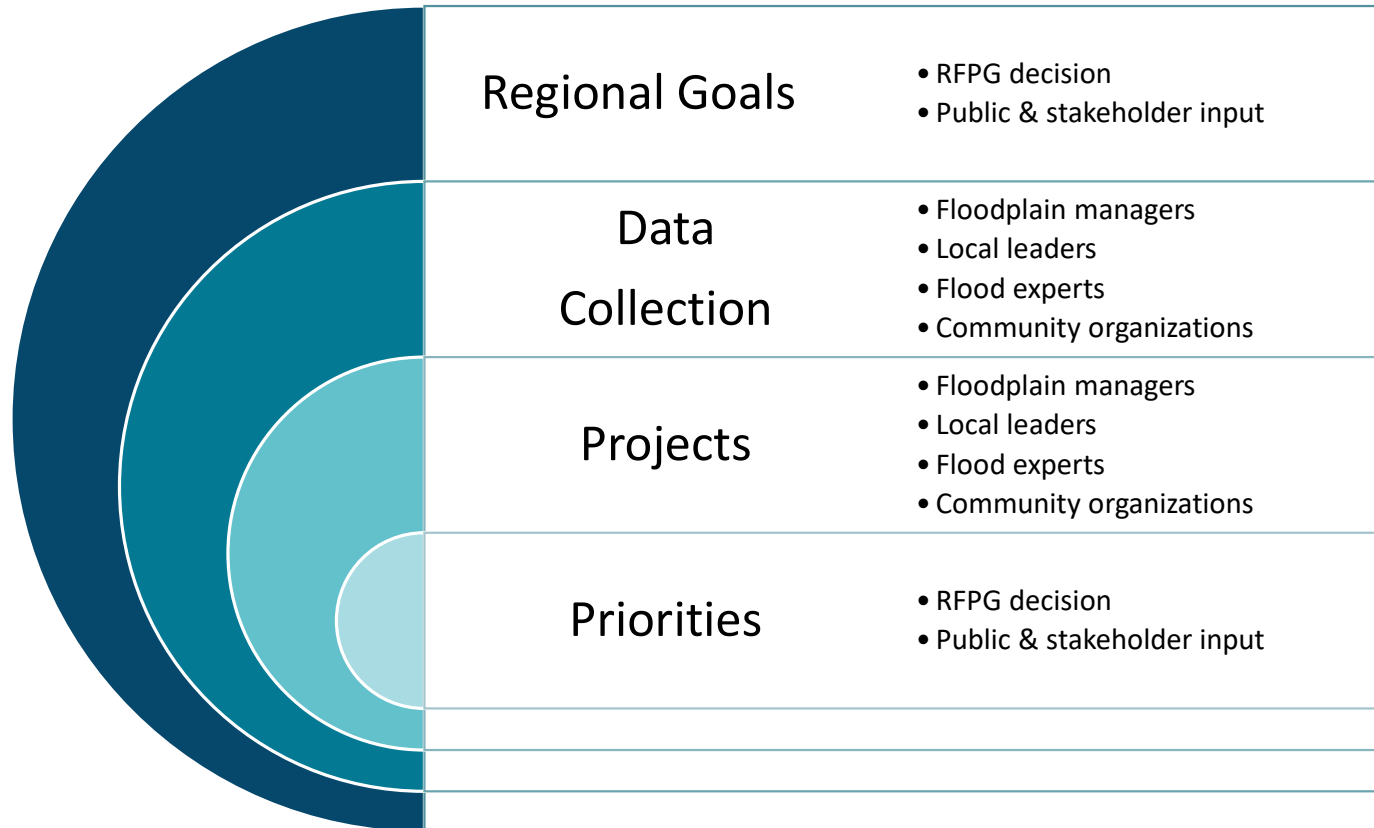 Regional Goals
• RFPG decision
• Public & stakeholder input
Data
Collection
• Floodplain managers
• Local leaders
• Flood experts
• Community organizations
Projects
• Floodplain managers
• Local leaders
• Flood experts
• Community organizations
Priorities
• RFPG decision
• Public & stakeholder input